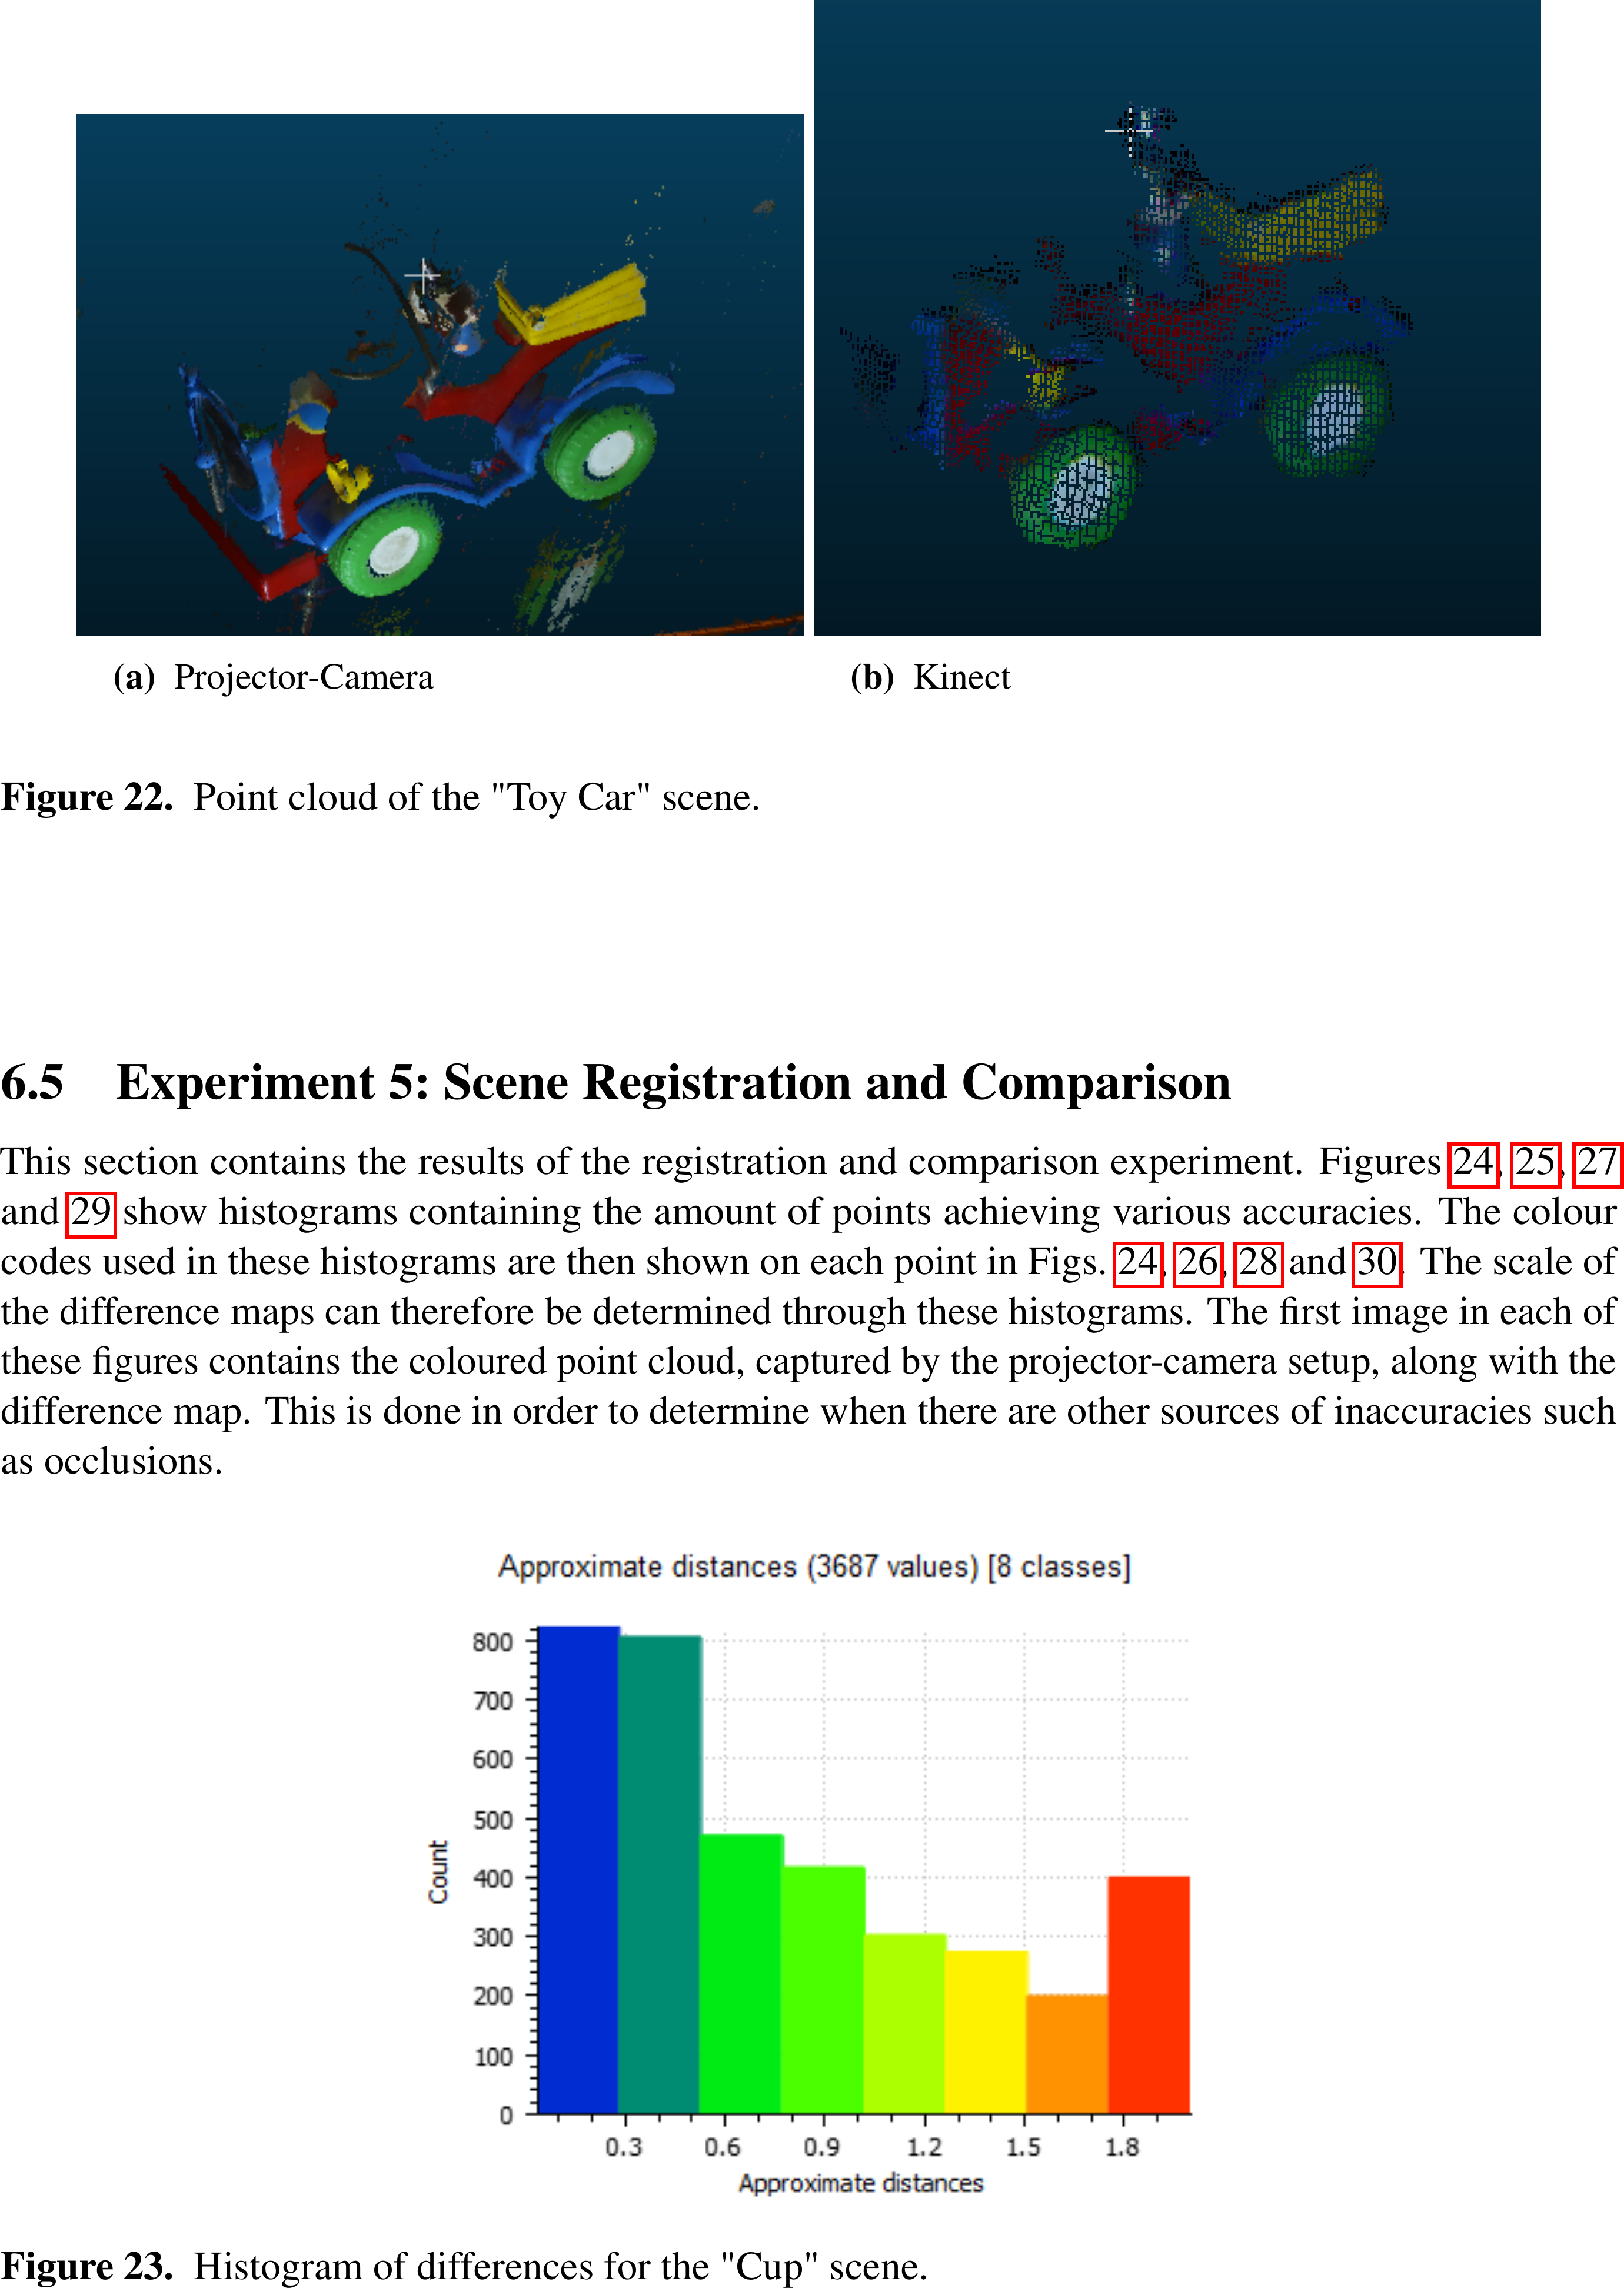 (a) Projector-Camera
(b) Kinect
Figure 22. Point cloud of the "Toy Car" scene.
6.5 Experiment 5: Scene Registration and Comparison
This section contains the results of the registration and comparison experiment. Figures 24, 25, 27
and 29 show histograms containing the amount of points achieving various accuracies. The colour
codes used in these histograms are then shown on each point in Figs. 24, 26, 28 and 30. The scale of
the difference maps can therefore be determined through these histograms. The first image in each of
these figures contains the coloured point cloud, captured by the projector-camera setup, along with the
difference map. This is done in order to determine when there are other sources of inaccuracies such
as occlusions.
Approximate distances (3687 values) [8 classes]
800
700
600
500
400
300
200
100
0
Count
0.3 0.6 0.9 1.2 1.5 1.8
Approximate distances
Figure 23. Histogram of differences for the "Cup" scene.